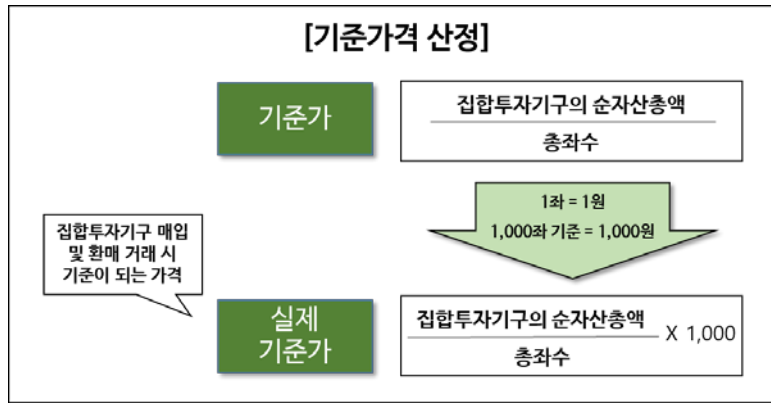 [기준가격 산정]
기준가
집합투자기구의 순자산총액
총좌수
1좌 = 1원
1,000좌 기준 = 1,000원
집합투자기구 매입
및 환매 거래 시
기준이 되는 가격
실제
기준가
집합투자기구의 순자산총액
총좌수
X 1,000